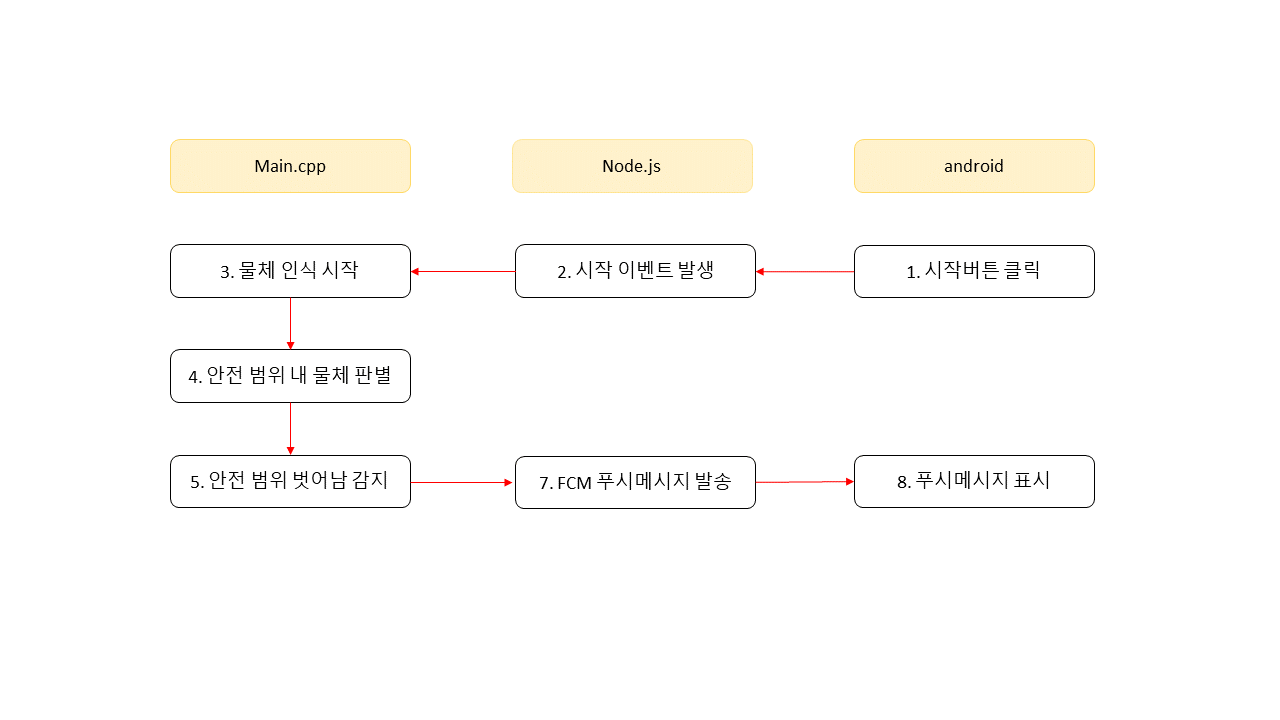 Main.cpp
Node.js
android
3. 물체 인식 시작
2. 시작 이벤트 발생
1. 시작버튼 클릭
4. 안전 범위 내 물체 판별
5. 안전 범위 벗어남 감지
7. FCM 푸시메시지 발송
8. 푸시메시지 표시